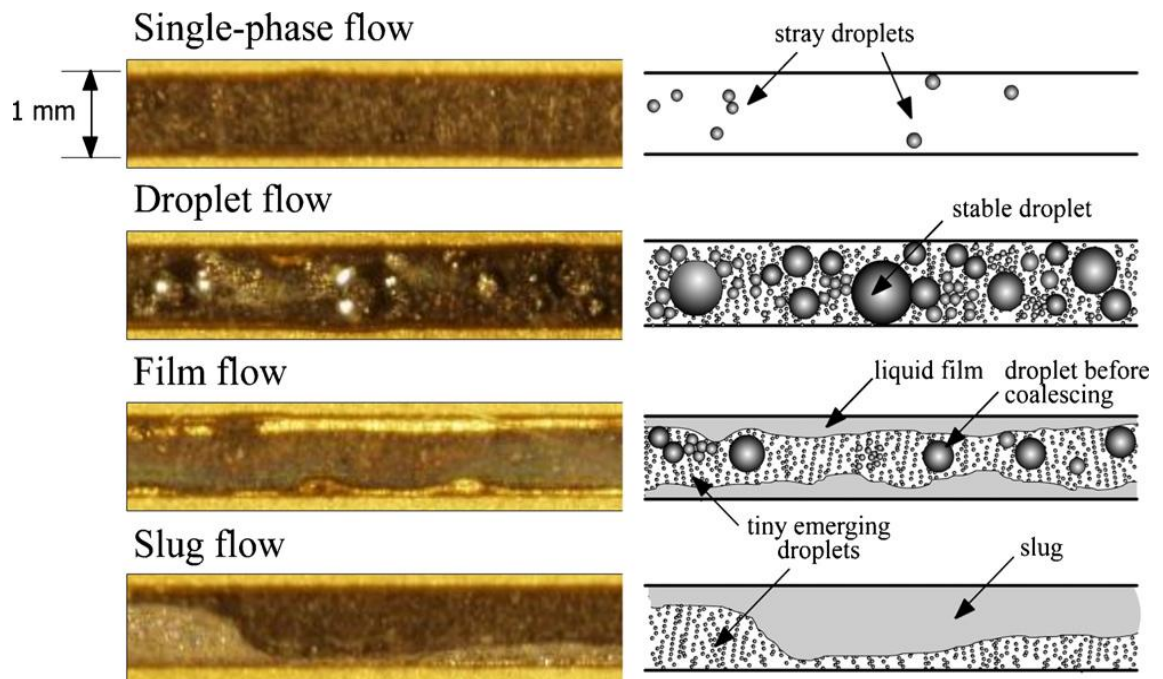 Single-phase flow
stray droplets
1 mm
Droplet flow
stable droplet
Film flow
liquid film
droplet before
coalescing
tiny emerging
droplets
Slug flow
slug